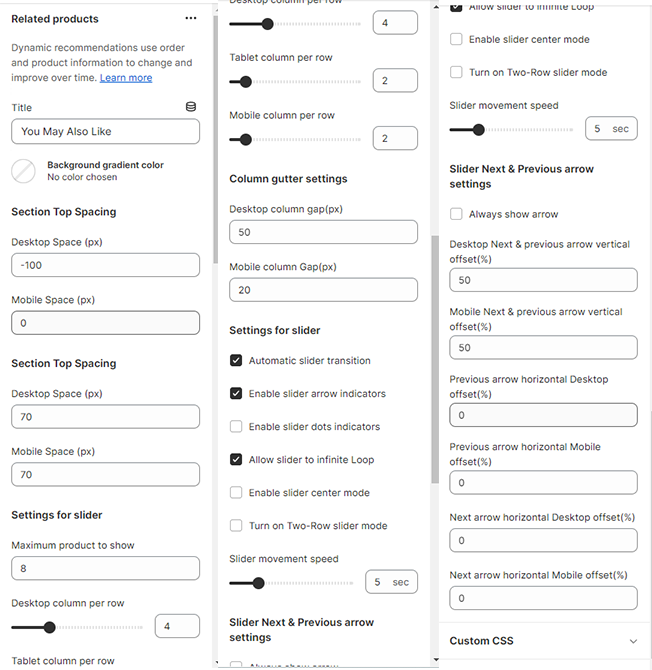 Related products
Dynamic recommendations use order
and product information to change and
improve over time. Learn more
Title
You May Also Like
Background gradient color
No color chosen
Section Top Spacing
Desktop Space (px)
-100
Mobile Space (px)
0
Section Top Spacing
Desktop Space (px)
70
Mobile Space (px)
70
Settings for slider
Maximum product to show
8
Desktop column per row
4
Tablet column per row
Desktop column per row
4
Tablet column per row
2
Mobile column per row
2
Column gutter settings
Desktop column gap(px)
50
Mobile column Gap(px)
20
Settings for slider
Automatic slider transition
Enable slider arrow indicators
Enable slider dots indicators
Allow slider to infinite Loop
Enable slider center mode
Turn on Two-Row slider mode
Slider movement speed
5 sec
Slider Next & Previous arrow
settings
Always show arrow
Allow slider to infinite Loop
Enable slider center mode
Turn on Two-Row slider mode
Slider movement speed
5 sec
Slider Next & Previous arrow
settings
Always show arrow
Desktop Next & previous arrow vertical
offset(%)
50
Mobile Next & previous arrow vertical
offset(%)
50
Previous arrow horizontal Desktop
offset(%)
0
Previous arrow horizontal Mobile
offset(%)
0
Next arrow horizontal Desktop offset(%)
0
Next arrow horizontal Mobile offset(%)
0
Custom CSS